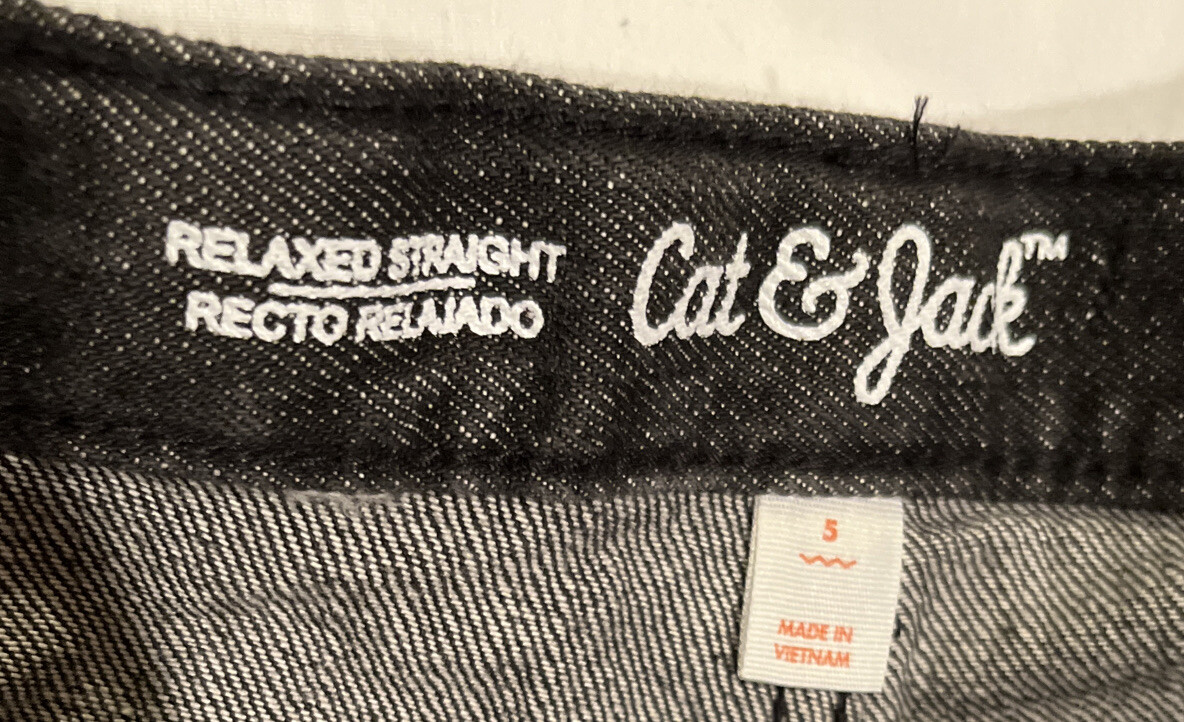 RELAXED STRAIGHT
RECTO RELAJADO
Cat & Jack™
5
MADE IN
VIETNAM